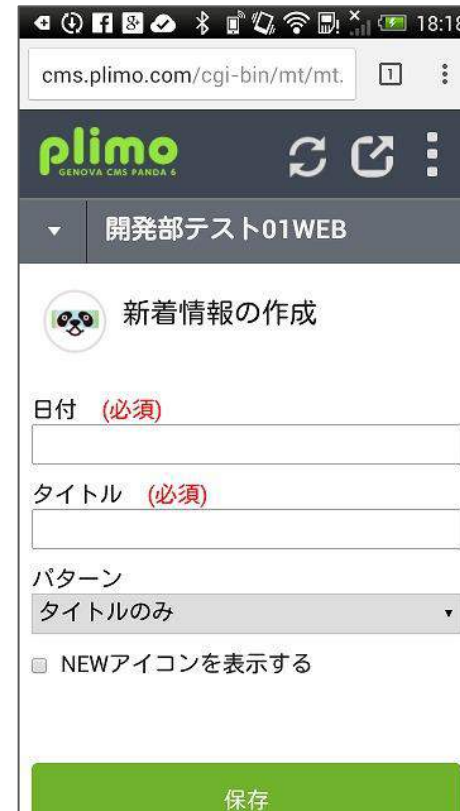 18:18
cms.plimo.com/cgi-bin/mt/mt.
1
plimo
GENOVA CMS PANDA 6
開発部テスト01WEB
新着情報の作成
日付 (必須)
タイトル (必須)
パターン
タイトルのみ
NEWアイコンを表示する
保存